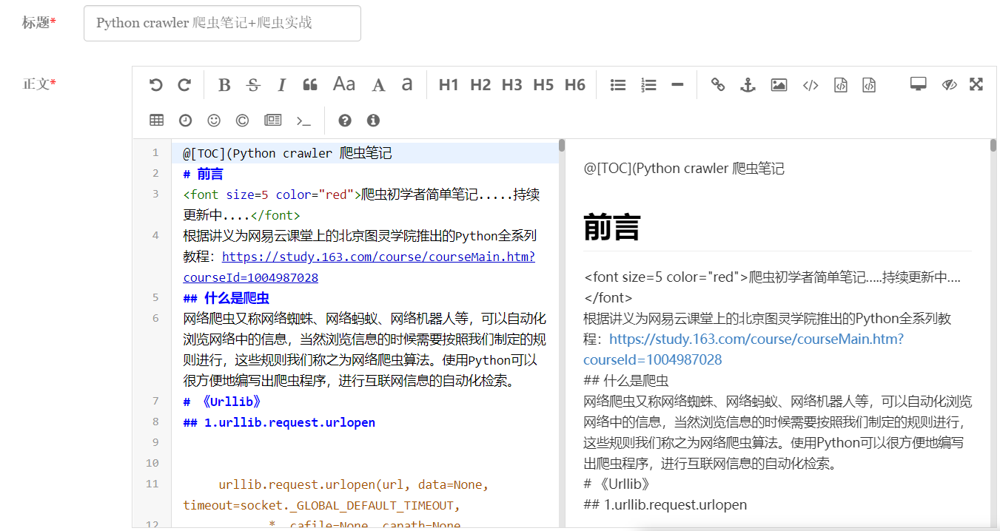 标题*
Python crawler 爬虫笔记+爬虫实战
正文*
B S I “ Aa A a H1 H2 H3 H5 H6
1 @[TOC](Python crawler 爬虫笔记
2 # 前言
3 <font size=5 color="red">爬虫初学者简单笔记.....持续
更新中....</font>
4 根据讲义为网易云课堂上的北京图灵学院推出的Python全系列
教程：https://study.163.com/course/courseMain.htm?
courseId=1004987028
5 ## 什么是爬虫
6 网络爬虫又称网络蜘蛛、网络蚂蚁、网络机器人等，可以自动化
浏览网络中的信息，当然浏览信息的时候需要按照我们制定的规
则进行，这些规则我们称之为网络爬虫算法。使用Python可以
很方便地编写出爬虫程序，进行互联网信息的自动化检索。
7 # 《Urllib》
8 ## 1.urllib.request.urlopen
9
10
11 urllib.request.urlopen(url, data=None,
timeout=socket._GLOBAL_DEFAULT_TIMEOUT,
12 *, cafile=None, capath=None,
@[TOC](Python crawler 爬虫笔记
前言
<font size=5 color="red">爬虫初学者简单笔记.....持续更新中....
</font>
根据讲义为网易云课堂上的北京图灵学院推出的Python全系列教
程：https://study.163.com/course/courseMain.htm?
courseId=1004987028
## 什么是爬虫
网络爬虫又称网络蜘蛛、网络蚂蚁、网络机器人等，可以自动化浏览
网络中的信息，当然浏览信息的时候需要按照我们制定的规则进行，
这些规则我们称之为网络爬虫算法。使用Python可以很方便地编写
出爬虫程序，进行互联网信息的自动化检索。
# 《Urllib》
## 1.urllib.request.urlopen